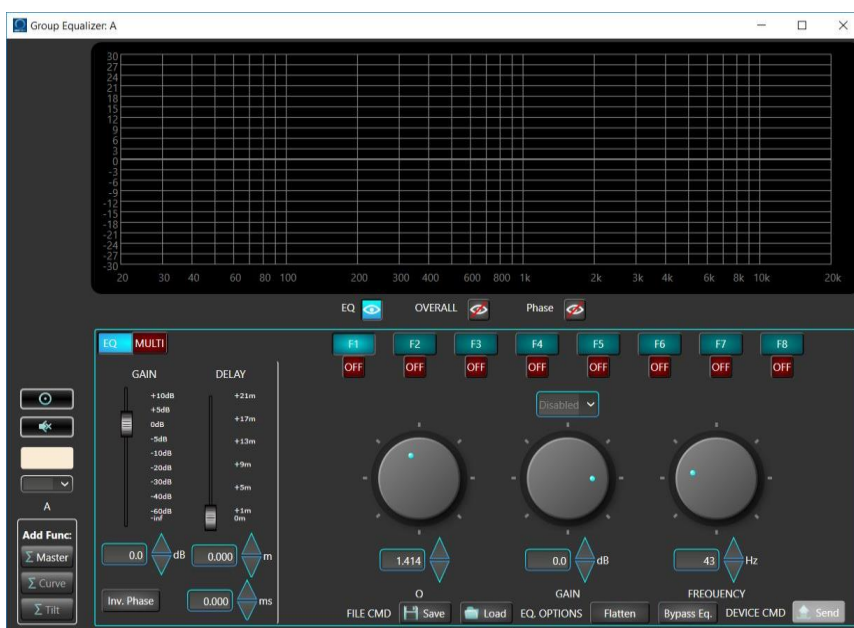 Group Equalizer: A
30
27
24
21
18
15
12
9
6
3
0
-3
-6
-9
-12
-15
-18
-21
-24
-27
-30
20 30 40 60 80 100 200 300 400 600 800 1k 2k 3k 4k 6k 8k 10k 20k
EQ OVERALL Phase
EQ MULTI F1 F2 F3 F4 F5 F6 F7 F8
OFF OFF OFF OFF OFF OFF OFF OFF
GAIN DELAY
+10dB
+5dB
0dB
-5dB
-10dB
-20dB
-30dB
-40dB
-60dB
-inf
+21m
+17m
+13m
+9m
+5m
+1m
0m
Disabled
A
Add Func:
Σ Master
Σ Curve
Σ Tilt
0.0 dB 0.000 m
Inv. Phase 0.000 ms
1.414 0.0 dB 43 Hz
Q GAIN FREQUENCY
FILE CMD Save Load EQ. OPTIONS Flatten Bypass Eq. DEVICE CMD Send